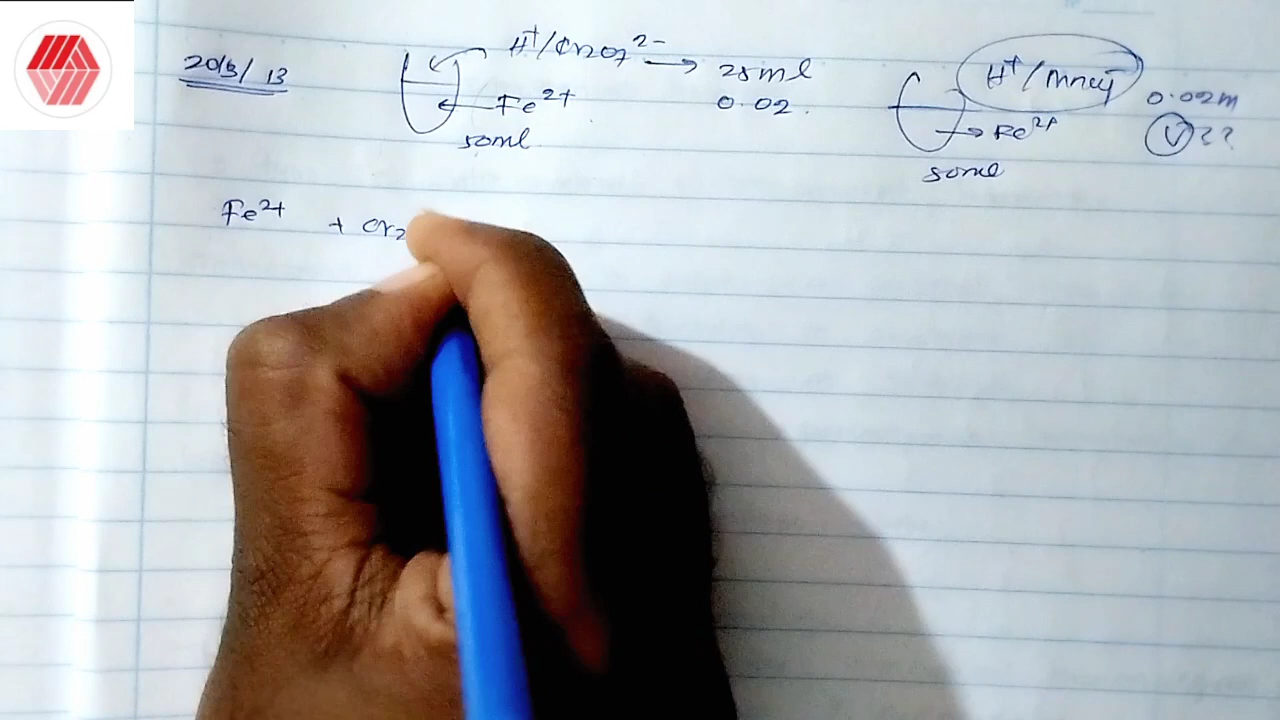 2013/ 13
H⁺/Cr2O7²⁻ → 25ml
0.02.
Fe²⁺
50ml
H⁺/MnO4⁻ 0.02M
V ??
Fe²⁺
50ml
Fe²⁺ + Cr₂